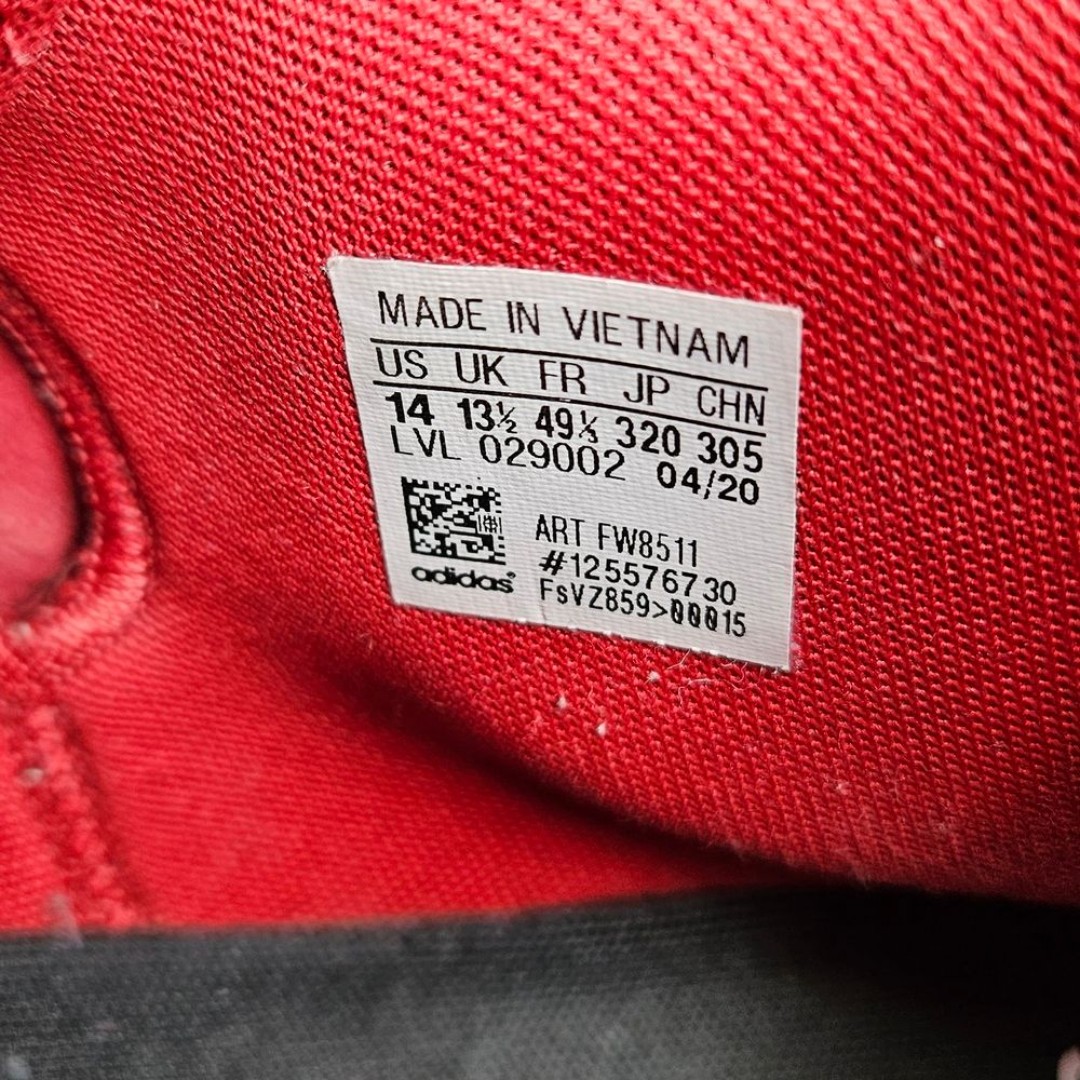 MADE IN VIETNAM
US UK FR JP CHN
14 13½ 49⅓ 320 305
LVL 029002 04/20
ART FW8511
#125576730
adidas FsVZ859>00015